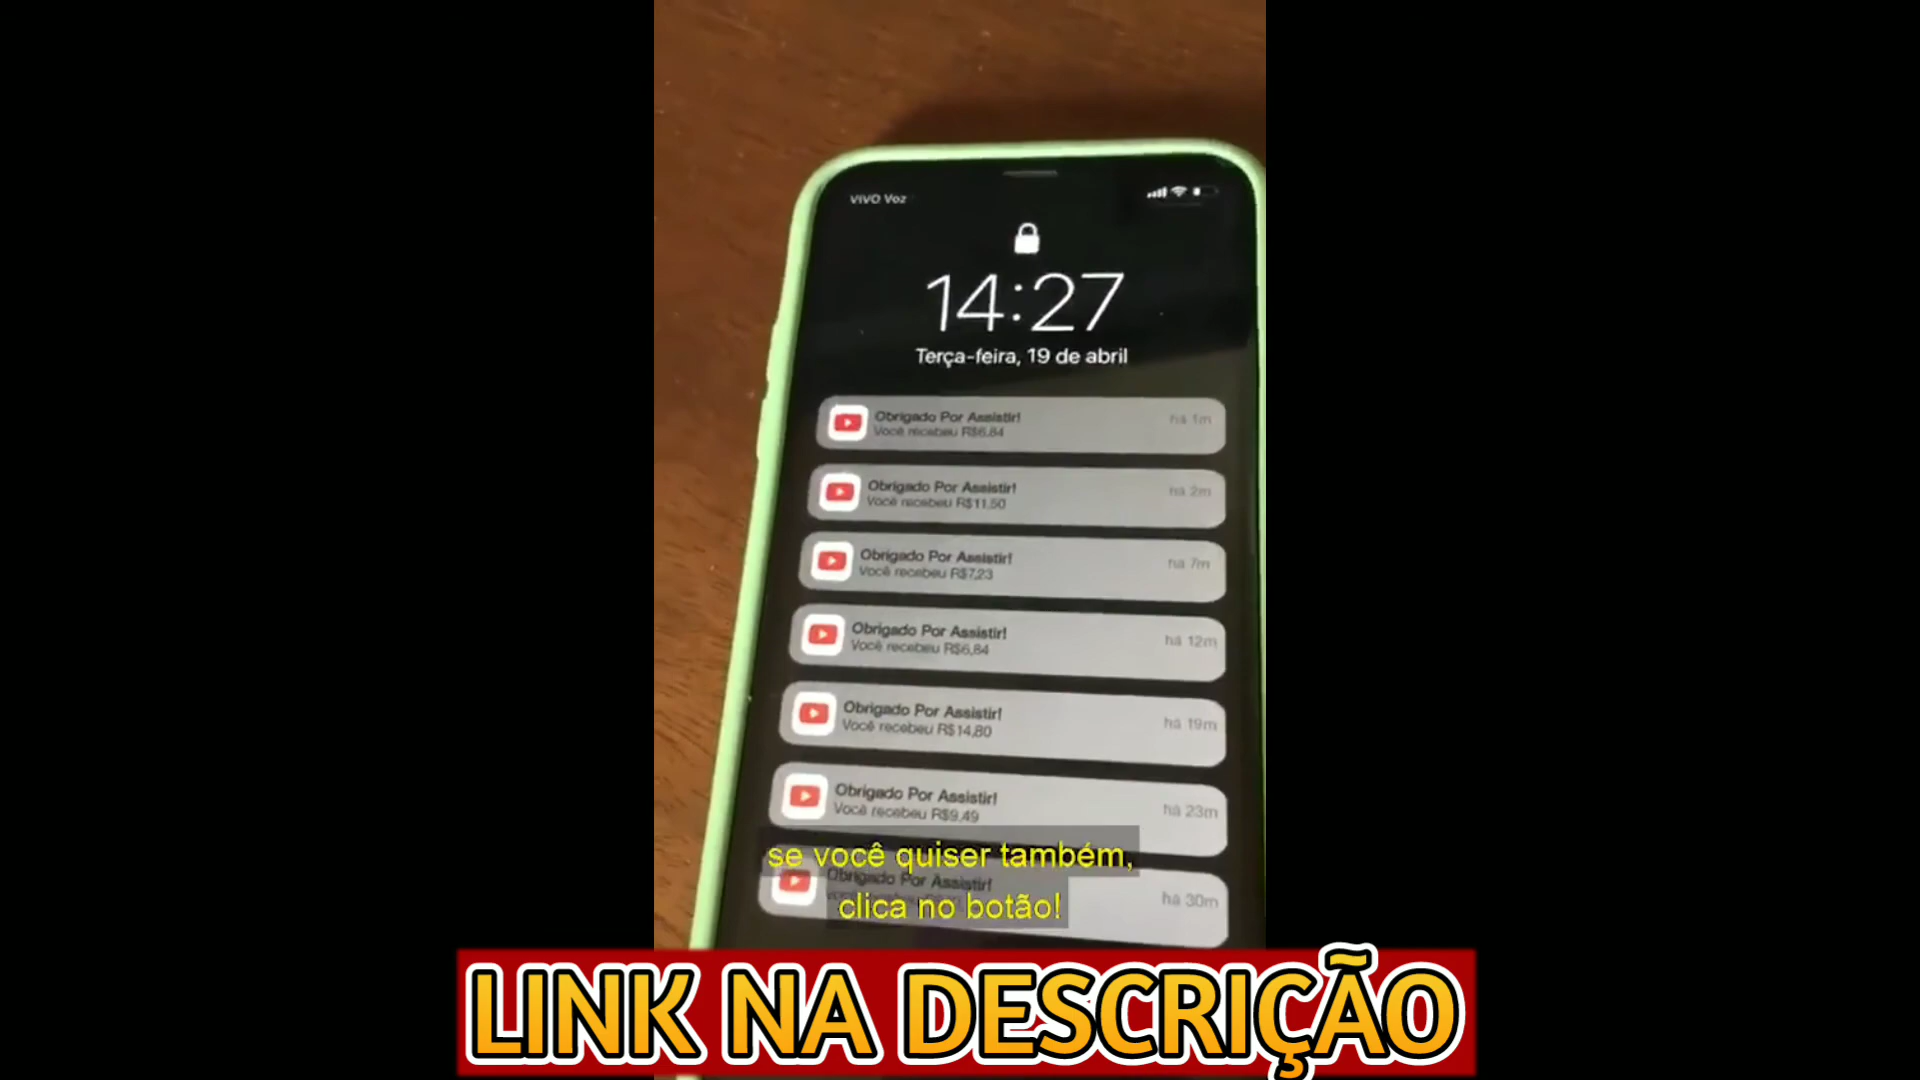 VIVO Voz
14:27
Terça-feira, 19 de abril
Obrigado Por Assistir!
há 1m
Você recebeu R$6,84
Obrigado Por Assistir!
há 2m
Você recebeu R$11,50
Obrigado Por Assistir!
há 7m
Você recebeu R$7,23
Obrigado Por Assistir!
há 12m
Você recebeu R$6,84
Obrigado Por Assistir!
há 19m
Você recebeu R$14,80
Obrigado Por Assistir!
há 23m
Você recebeu R$9,49
se você quiser também,
Obrigado Por Assistir!
há 30m
clica no botão!
LINK NA DESCRIÇÃO